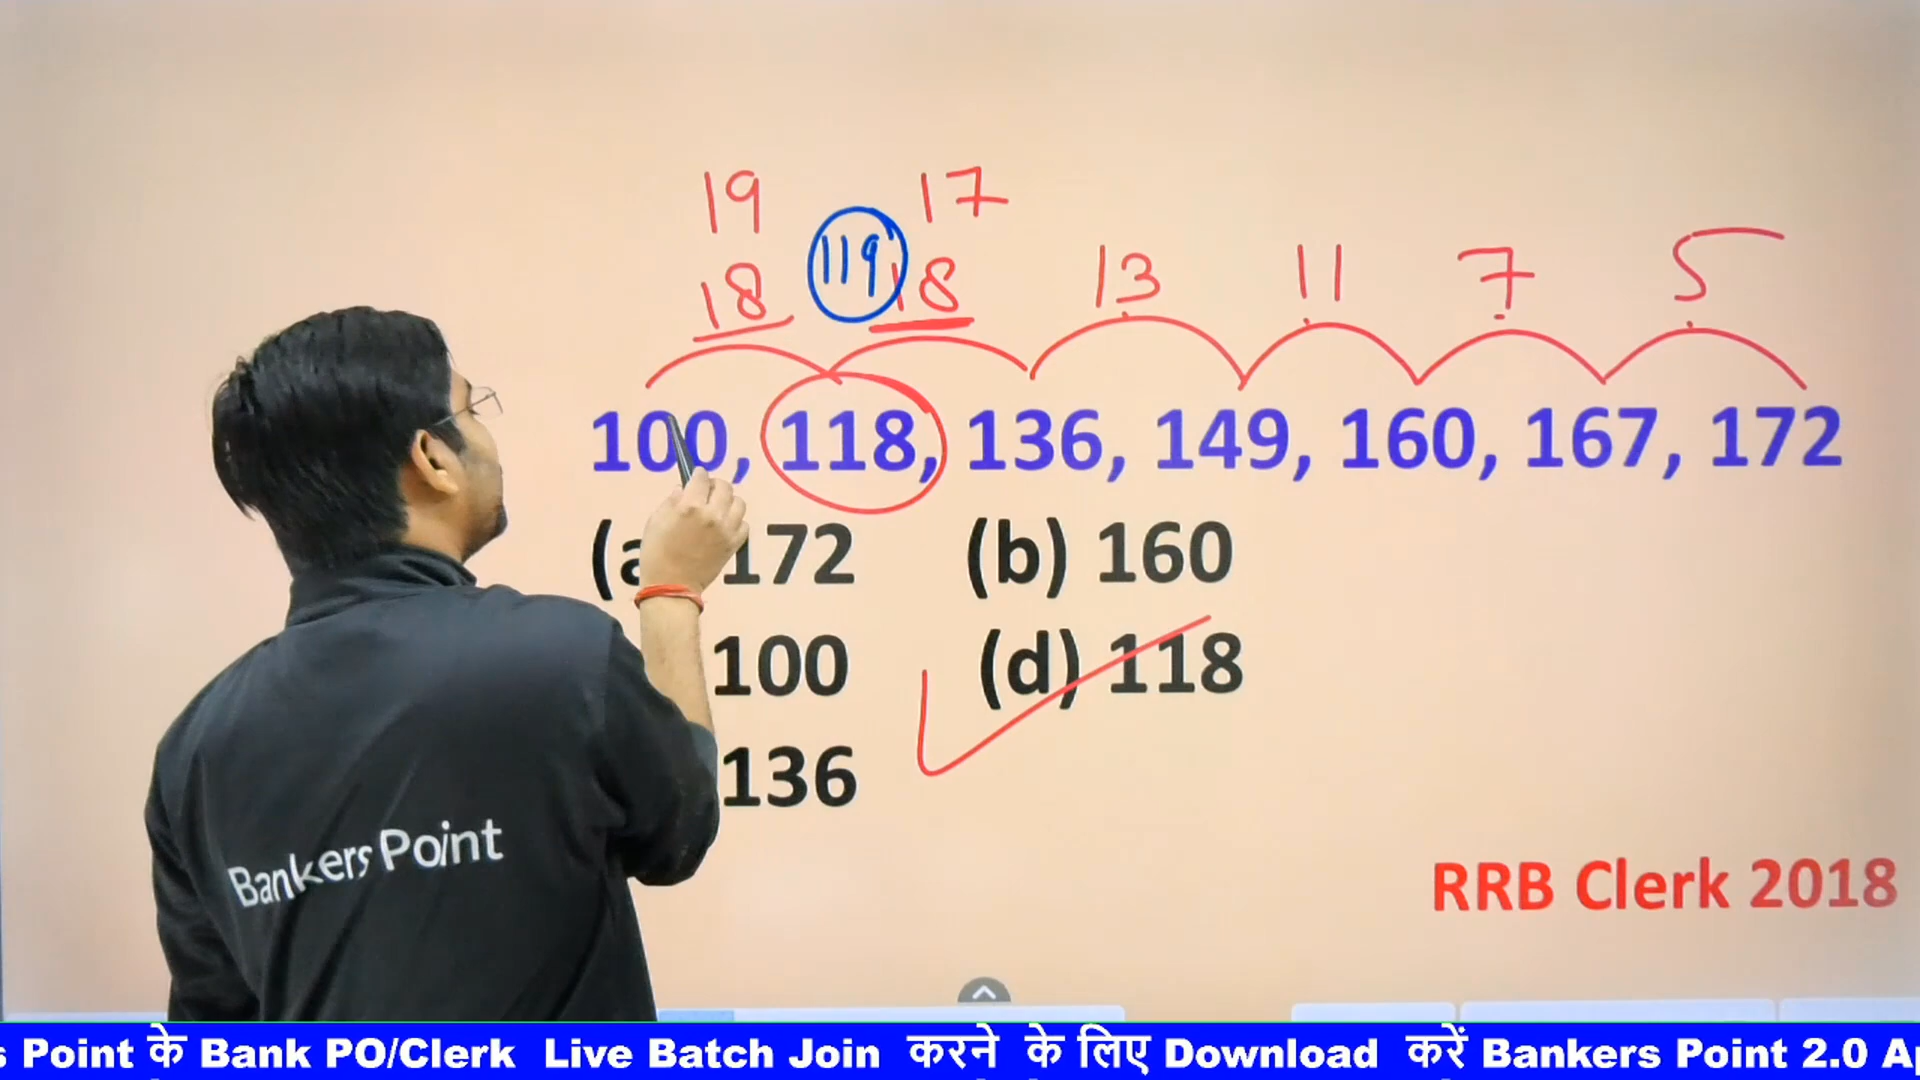 19 17
18 119 18 13 11 7 5
100, 118, 136, 149, 160, 167, 172
(a 172 (b) 160
100 (d) 118
136
Bankers Point
RRB Clerk 2018
s Point के Bank PO/Clerk Live Batch Join करने के लिए Download करें Bankers Point 2.0 Ap